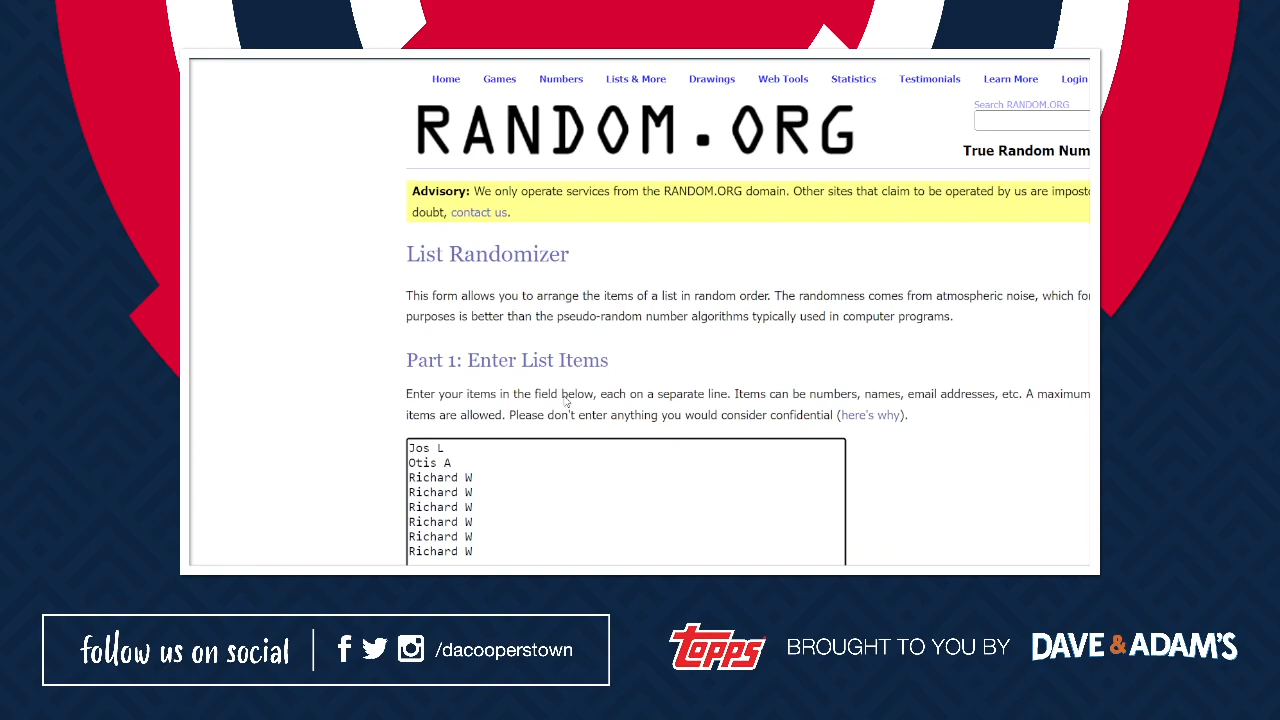 Home Games Numbers Lists & More Drawings Web Tools Statistics Testimonials Learn More Login
RANDOM.ORG
Search RANDOM.ORG
True Random Num
Advisory: We only operate services from the RANDOM.ORG domain. Other sites that claim to be operated by us are imposto
doubt, contact us.
List Randomizer
This form allows you to arrange the items of a list in random order. The randomness comes from atmospheric noise, which for
purposes is better than the pseudo-random number algorithms typically used in computer programs.
Part 1: Enter List Items
Enter your items in the field below, each on a separate line. Items can be numbers, names, email addresses, etc. A maximum
items are allowed. Please don't enter anything you would consider confidential (here's why).
Jos L
Otis A
Richard W
Richard W
Richard W
Richard W
Richard W
Richard W
follow us on social /dacooperstown
topps BROUGHT TO YOU BY DAVE & ADAM'S